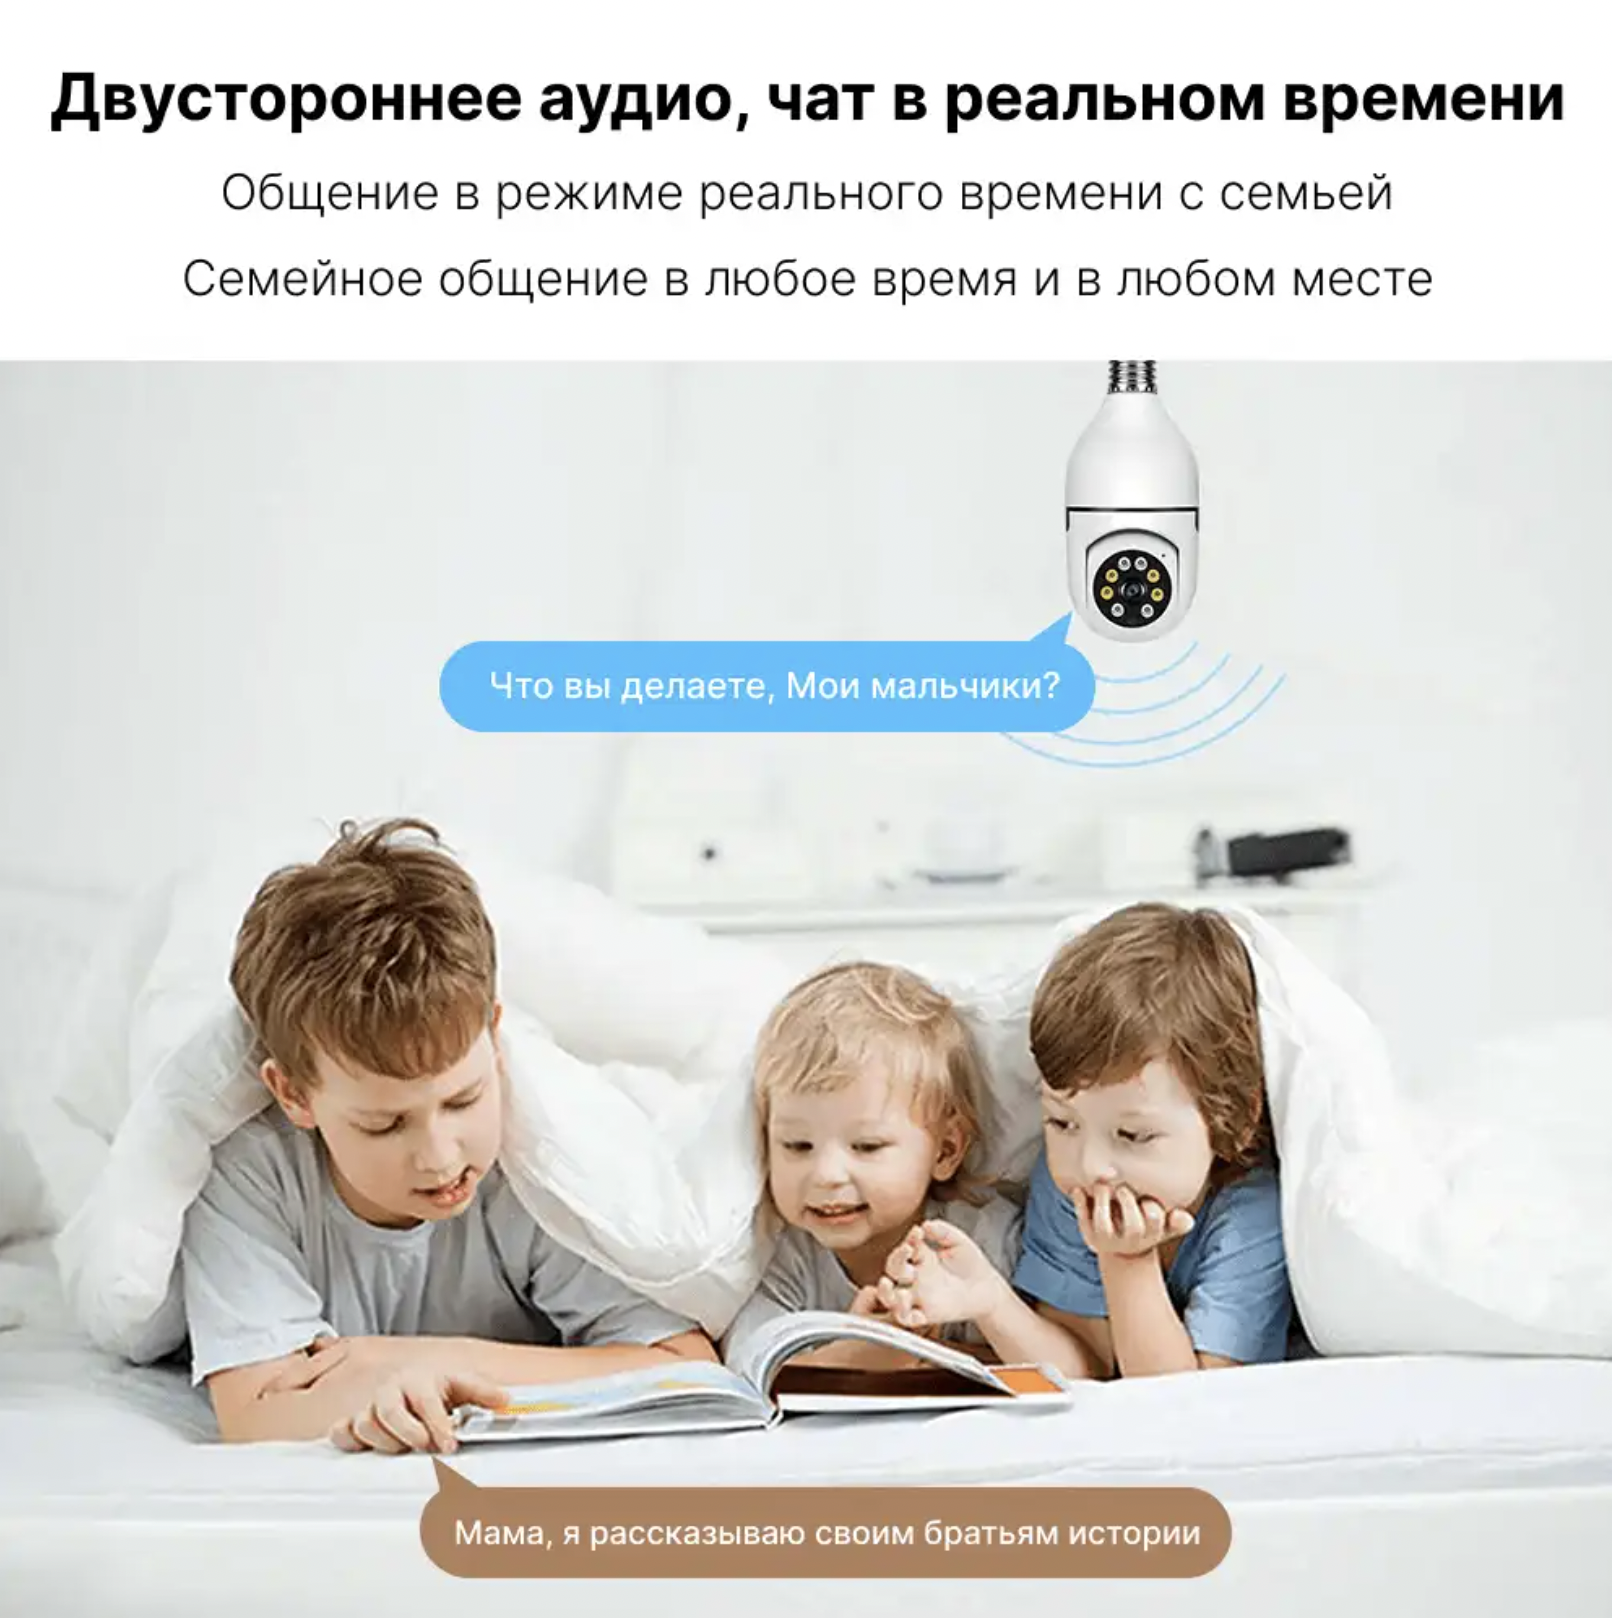 Двустороннее аудио, чат в реальном времени
Общение в режиме реального времени с семьей
Семейное общение в любое время и в любом месте
Что вы делаете, Мои мальчики?
Мама, я рассказываю своим братьям истории